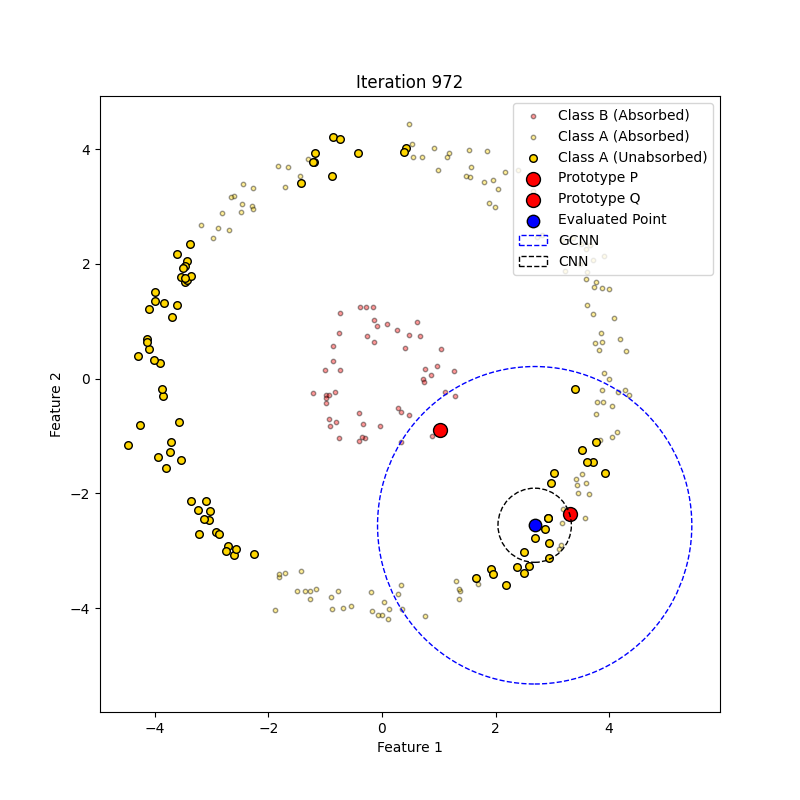 Iteration 972
Class B (Absorbed)
Class A (Absorbed)
Class A (Unabsorbed)
Prototype P
Prototype Q
Evaluated Point
GCNN
CNN
4
2
0
−2
−4
Feature 2
−4
−2
0
2
4
Feature 1